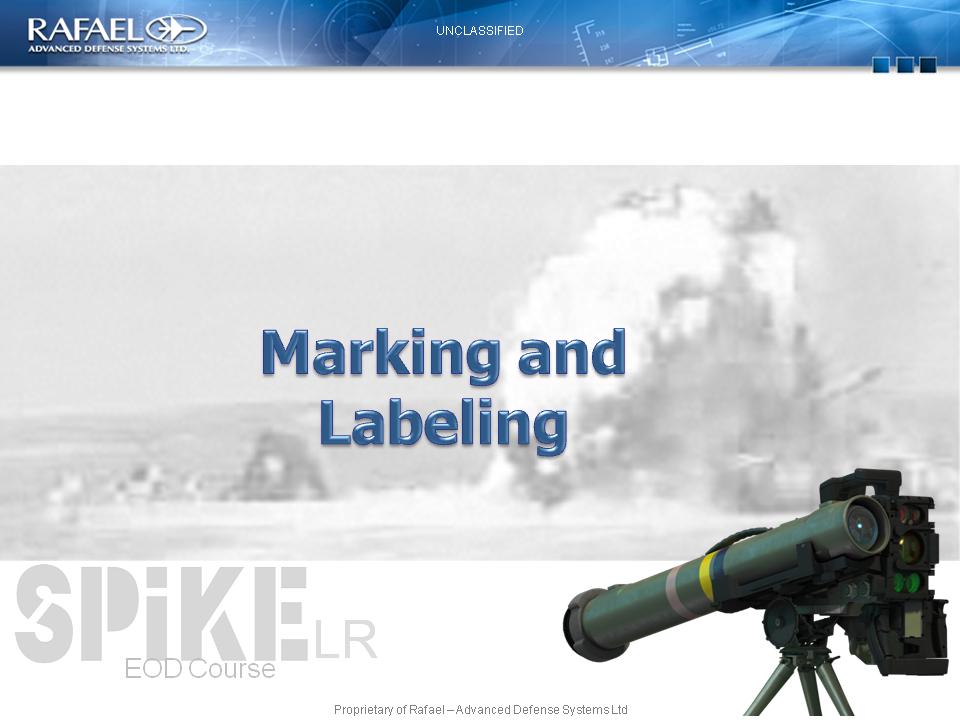 RAFAEL
ADVANCED DEFENSE SYSTEMS LTD.
UNCLASSIFIED
Marking and
Labeling
SPiKE LR
EOD Course
Proprietary of Rafael – Advanced Defense Systems Ltd